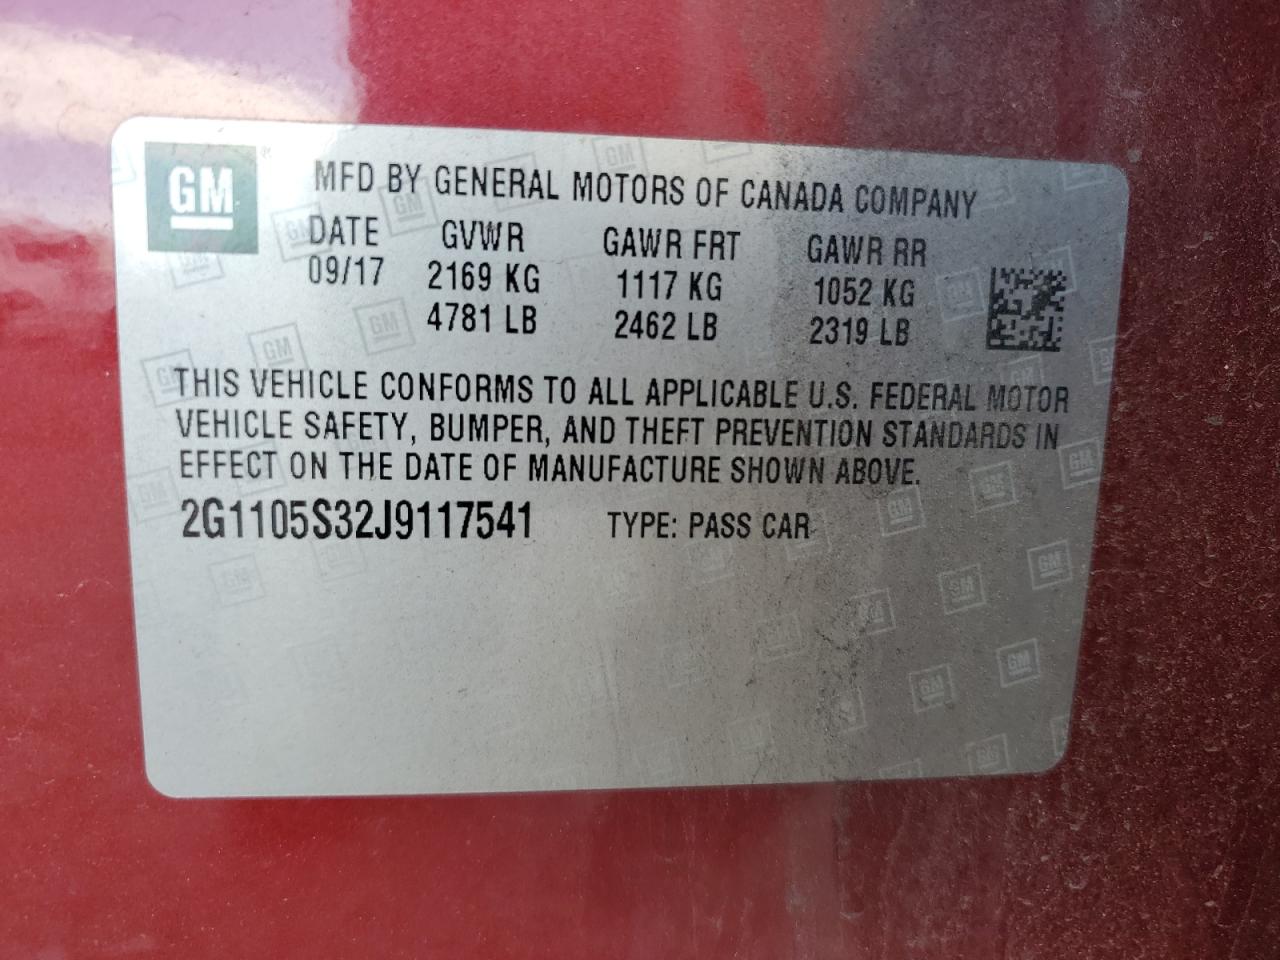 GM
MFD BY GENERAL MOTORS OF CANADA COMPANY
DATE GVWR GAWR FRT GAWR RR
09/17 2169 KG 1117 KG 1052 KG
4781 LB 2462 LB 2319 LB
THIS VEHICLE CONFORMS TO ALL APPLICABLE U.S. FEDERAL MOTOR
VEHICLE SAFETY, BUMPER, AND THEFT PREVENTION STANDARDS IN
EFFECT ON THE DATE OF MANUFACTURE SHOWN ABOVE.
2G1105S32J9117541 TYPE: PASS CAR